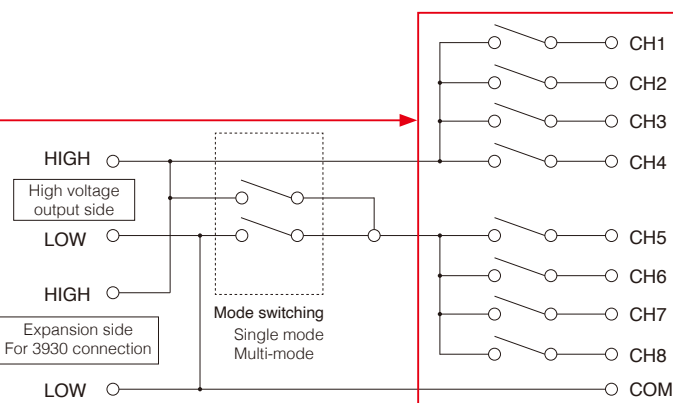 CH1
CH2
CH3
HIGH
CH4
High voltage
output side
LOW
CH5
HIGH
CH6
Mode switching
CH7
Expansion side
For 3930 connection
Single mode
Multi-mode
CH8
LOW
COM